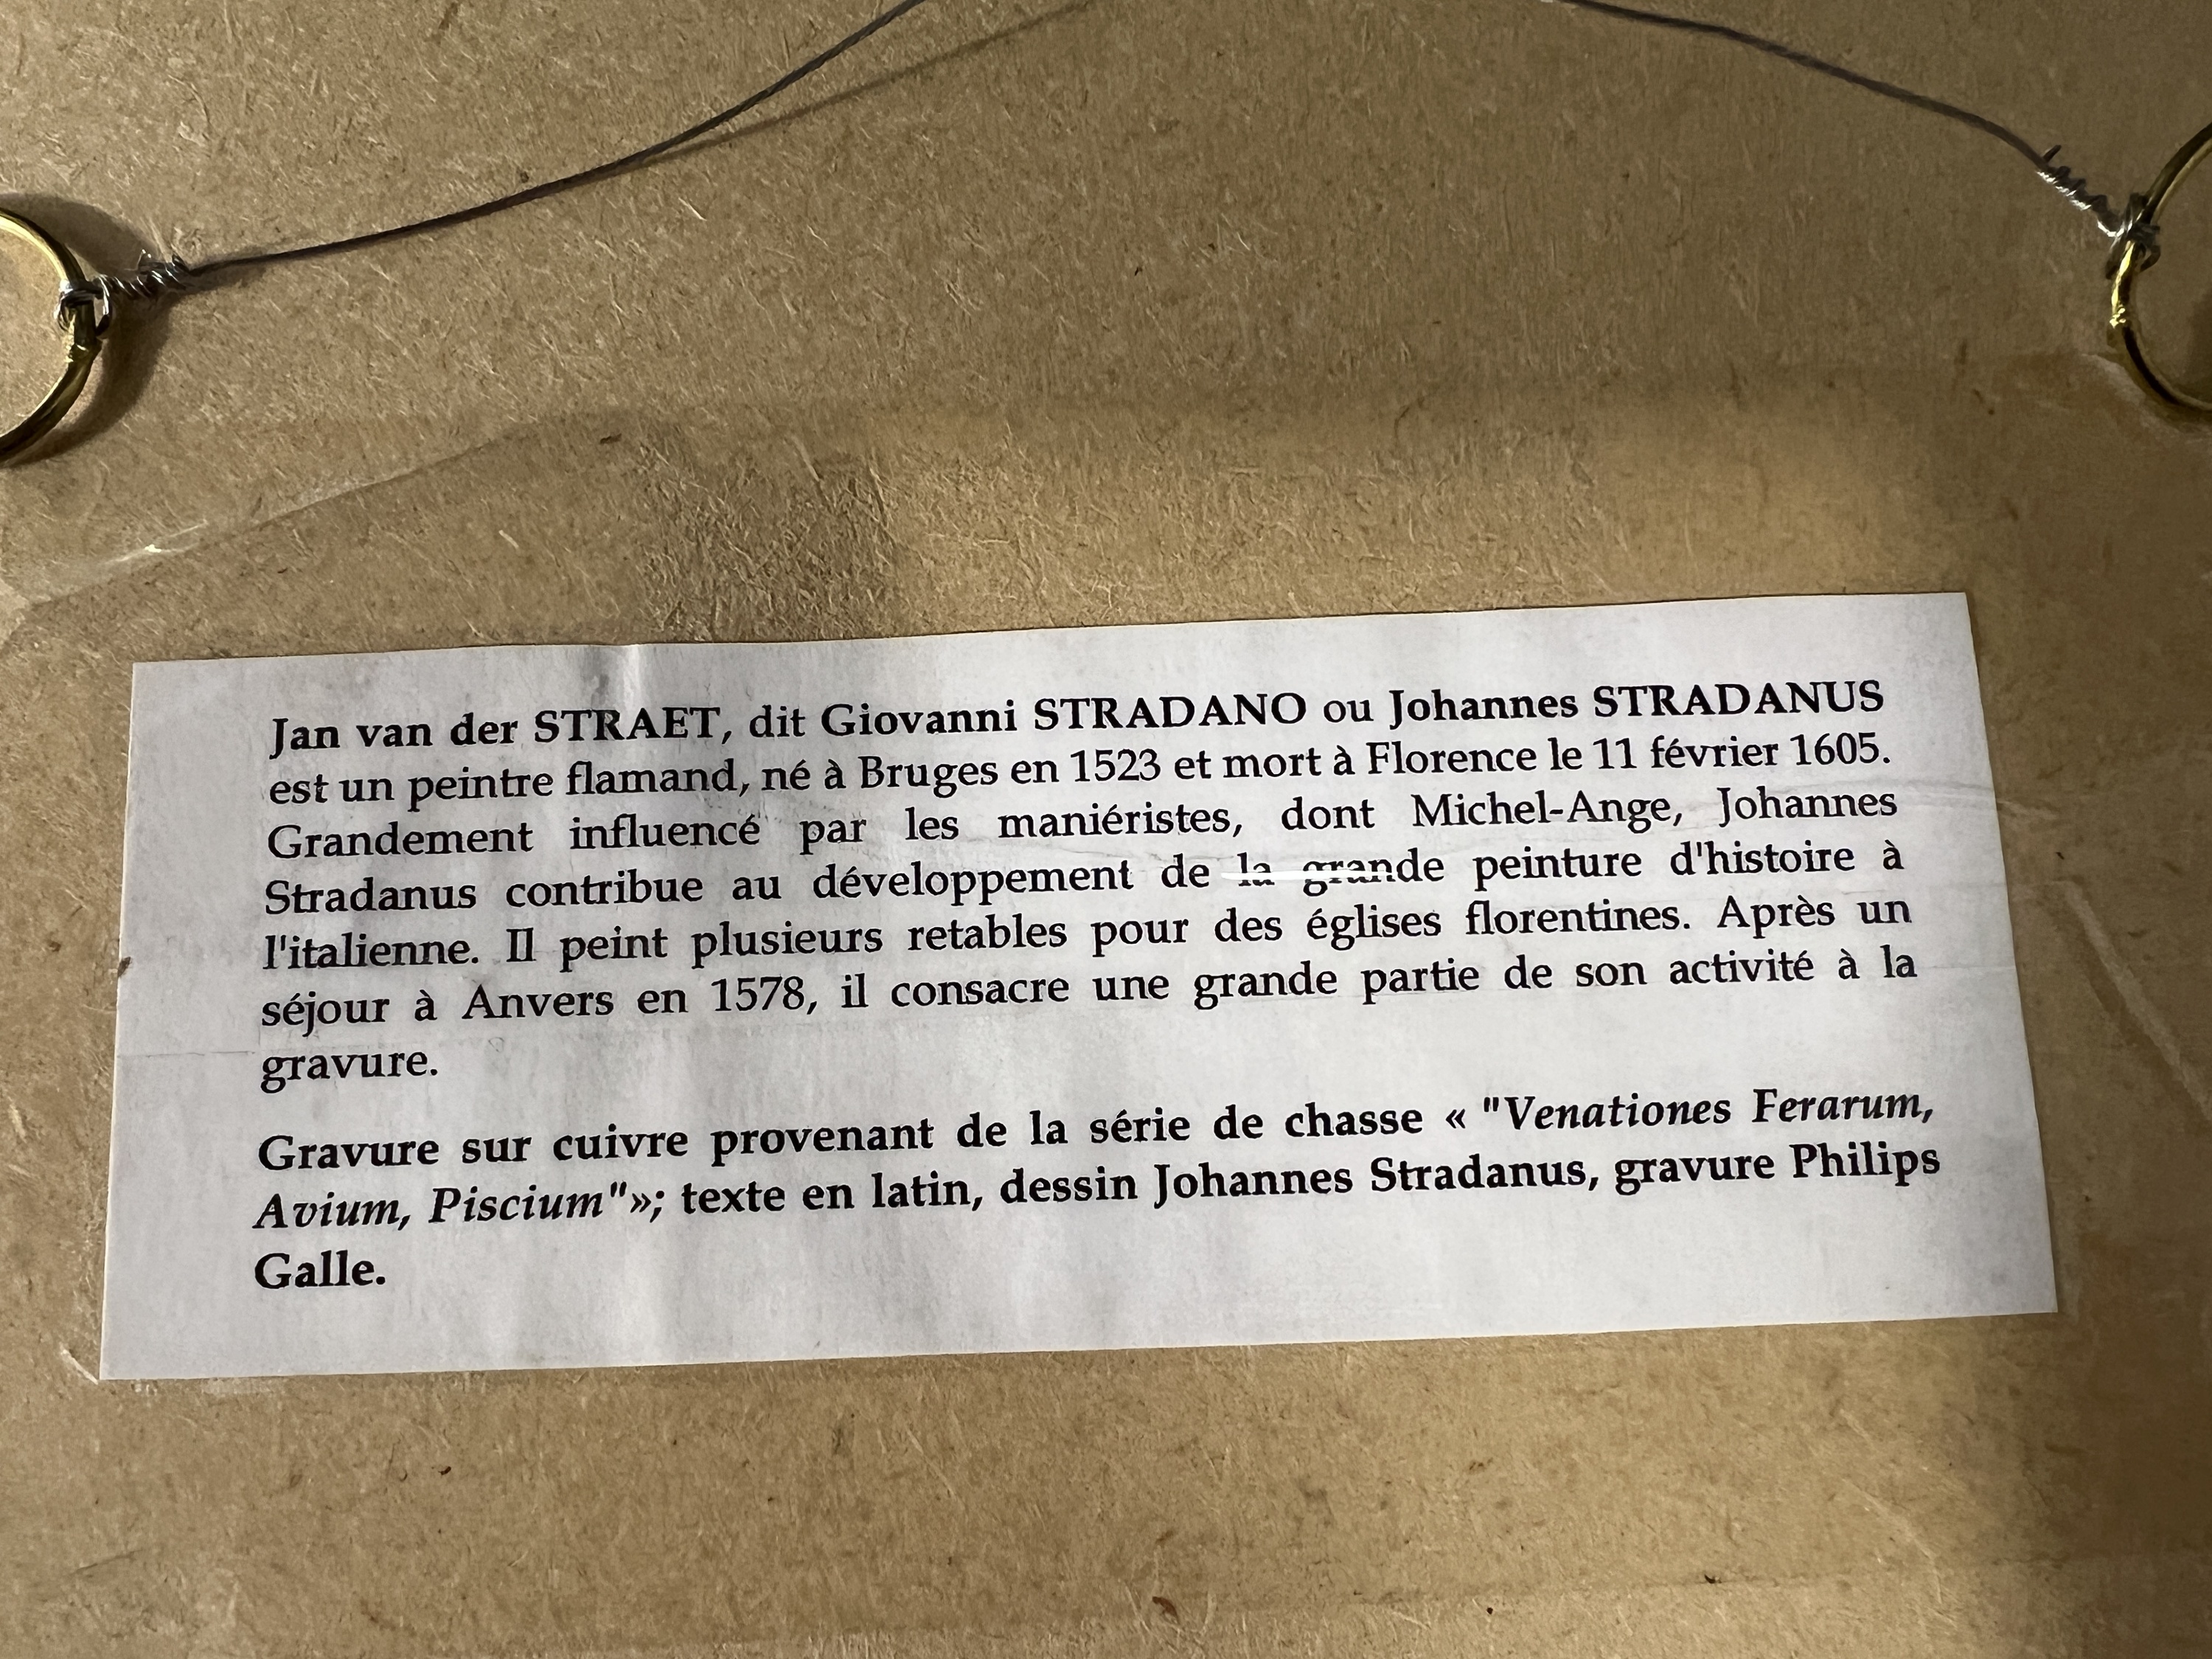 Jan van der STRAET, dit Giovanni STRADANO ou Johannes STRADANUS
est un peintre flamand, né à Bruges en 1523 et mort à Florence le 11 février 1605.
Grandement influencé par les maniéristes, dont Michel-Ange, Johannes
Stradanus contribue au développement de la grande peinture d'histoire à
l'italienne. Il peint plusieurs retables pour des églises florentines. Après un
séjour à Anvers en 1578, il consacre une grande partie de son activité à la
gravure.
Gravure sur cuivre provenant de la série de chasse « "Venationes Ferarum,
Avium, Piscium"»; texte en latin, dessin Johannes Stradanus, gravure Philips
Galle.